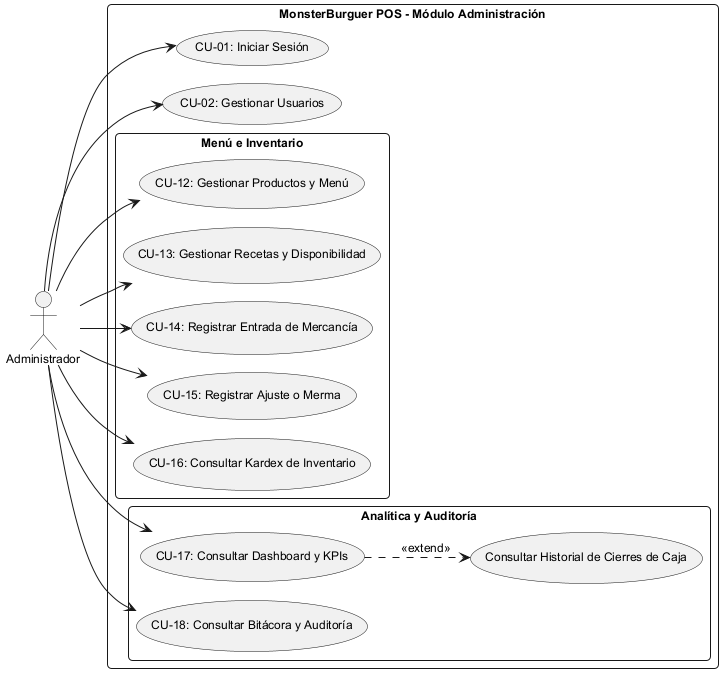 MonsterBurguer POS - Módulo Administración
CU-01: Iniciar Sesión
CU-02: Gestionar Usuarios
Menú e Inventario
CU-12: Gestionar Productos y Menú
CU-13: Gestionar Recetas y Disponibilidad
CU-14: Registrar Entrada de Mercancía
Administrador
CU-15: Registrar Ajuste o Merma
CU-16: Consultar Kardex de Inventario
Analítica y Auditoría
CU-17: Consultar Dashboard y KPIs
«extend»
Consultar Historial de Cierres de Caja
CU-18: Consultar Bitácora y Auditoría